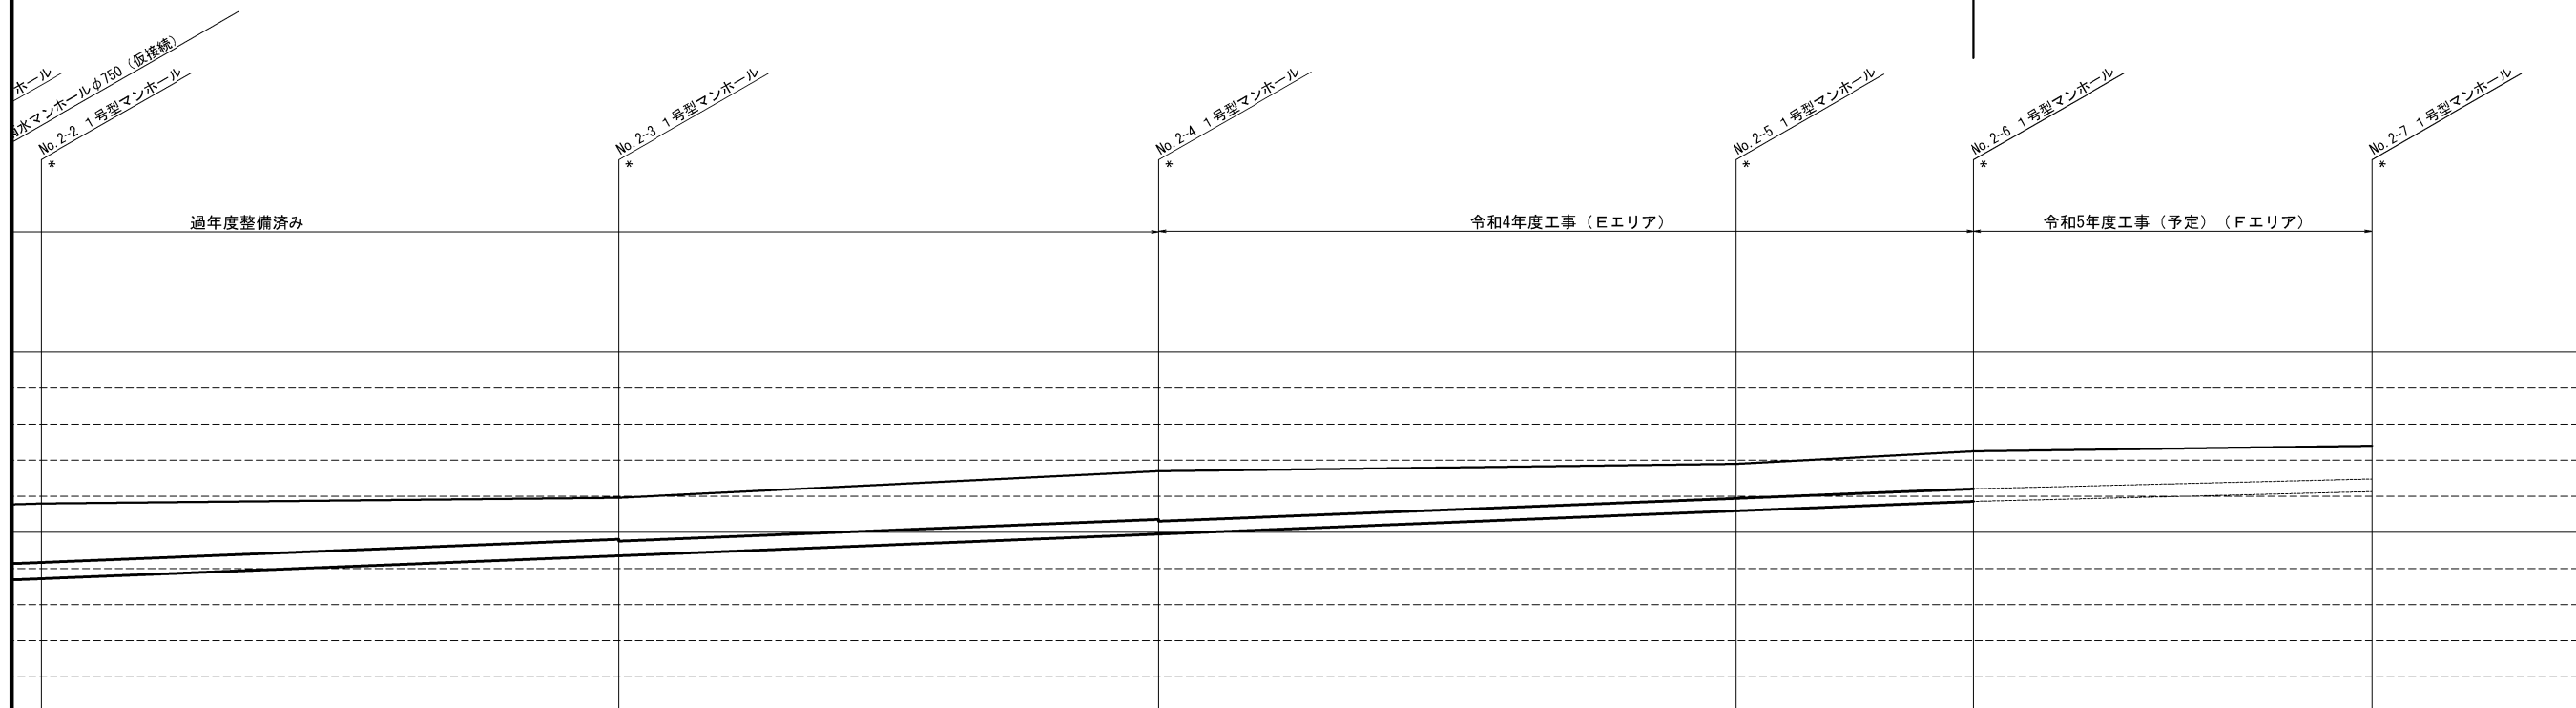 ホール
水マンホールφ750（仮接続）
No.2-2 1号型マンホール
*
No.2-3 1号型マンホール
*
No.2-4 1号型マンホール
*
No.2-5 1号型マンホール
*
No.2-6 1号型マンホール
*
No.2-7 1号型マンホール
*
過年度整備済み
令和4年度工事（Ｅエリア）
令和5年度工事（予定）（Ｆエリア）